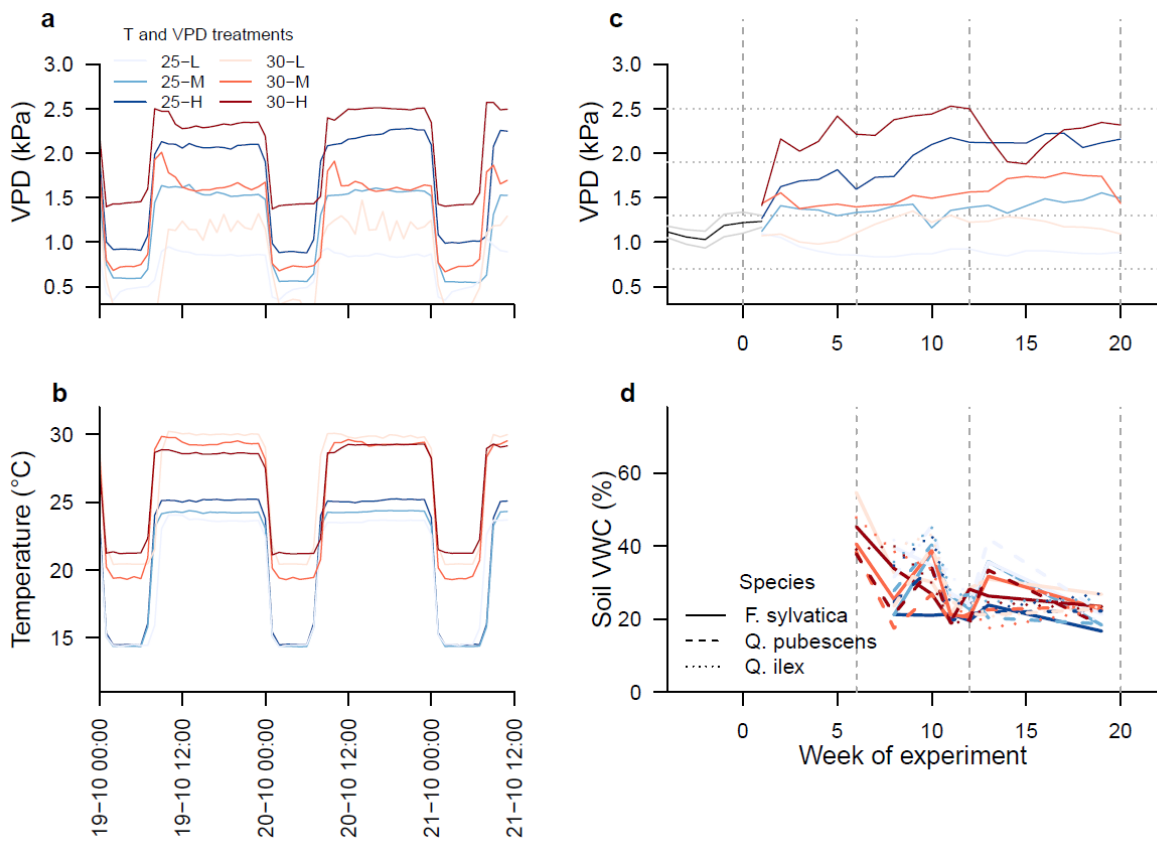 a
T and VPD treatments
25-L 30-L
25-M 30-M
25-H 30-H
VPD (kPa)
3.0
2.5
2.0
1.5
1.0
0.5
c
VPD (kPa)
3.0
2.5
2.0
1.5
1.0
0.5
0 5 10 15 20
b
Temperature (°C)
30
25
20
15
19-10 00:00
19-10 12:00
20-10 00:00
20-10 12:00
21-10 00:00
21-10 12:00
d
Soil VWC (%)
60
40
20
0
Species
F. sylvatica
Q. pubescens
Q. ilex
0 5 10 15 20
Week of experiment